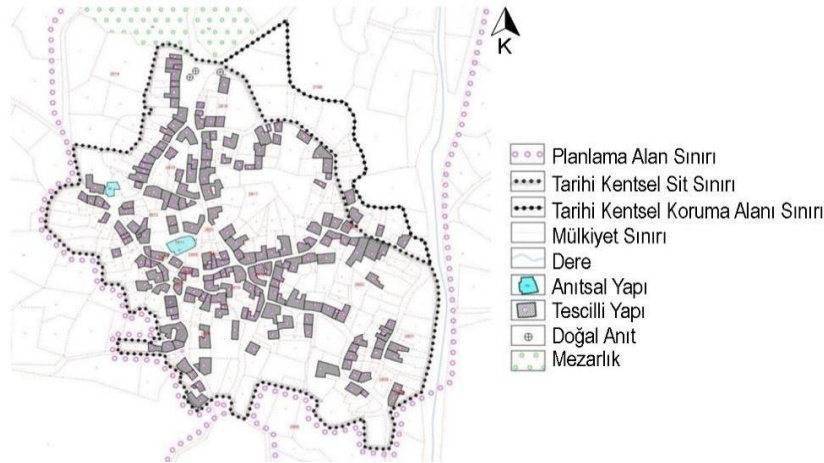 K
Planlama Alan Sınırı
Tarihi Kentsel Sit Sınırı
Tarihi Kentsel Koruma Alanı Sınırı
Mülkiyet Sınırı
Dere
Anıtsal Yapı
Tescilli Yapı
Doğal Anıt
Mezarlık